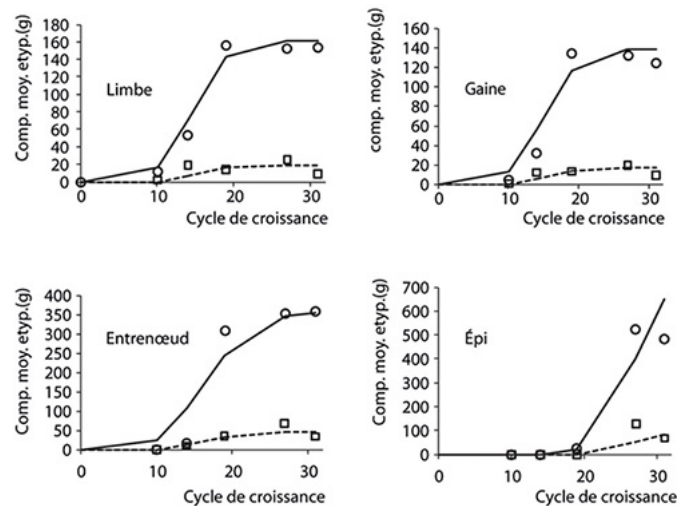 Comp. moy. etyp.(g)
180
160
140
120
100
80
60
40
20
0
Limbe
0 10 20 30
Cycle de croissance
comp. moy. etyp.(g)
160
140
120
100
80
60
40
20
0
Gaine
0 10 20 30
Cycle de croissance
Comp. moy. etyp.(g)
400
350
300
250
200
150
100
50
0
Entrenœud
0 10 20 30
Cycle de croissance
Comp. moy. etyp.(g)
700
600
500
400
300
200
100
0
Épi
0 10 20 30
Cycle de croissance